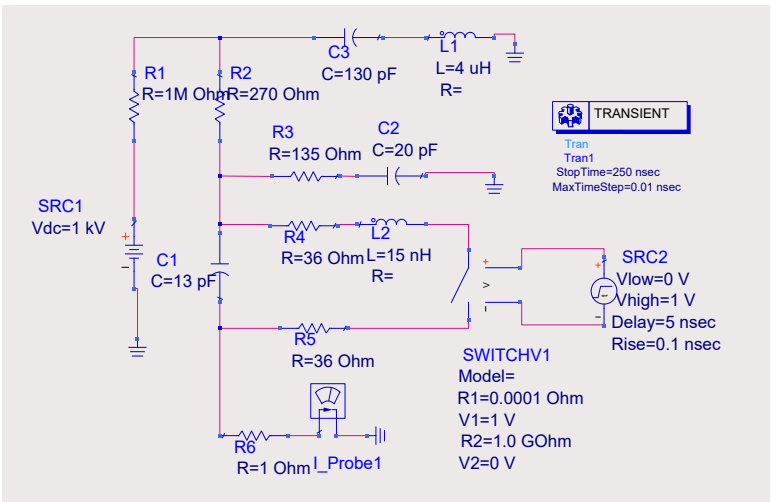 C3
C=130 pF
L1
L=4 uH
R=
R1
R=1M Ohm
R2
R=270 Ohm
TRANSIENT
Tran
Tran1
StopTime=250 nsec
MaxTimeStep=0.01 nsec
R3
R=135 Ohm
C2
C=20 pF
SRC1
Vdc=1 kV
+
–
C1
C=13 pF
R4
R=36 Ohm
L2
L=15 nH
R=
+
V
–
+
–
SRC2
Vlow=0 V
Vhigh=1 V
Delay=5 nsec
Rise=0.1 nsec
R5
R=36 Ohm
SWITCHV1
Model=
R1=0.0001 Ohm
V1=1 V
R2=1.0 GOhm
V2=0 V
R6
R=1 Ohm
I_Probe1